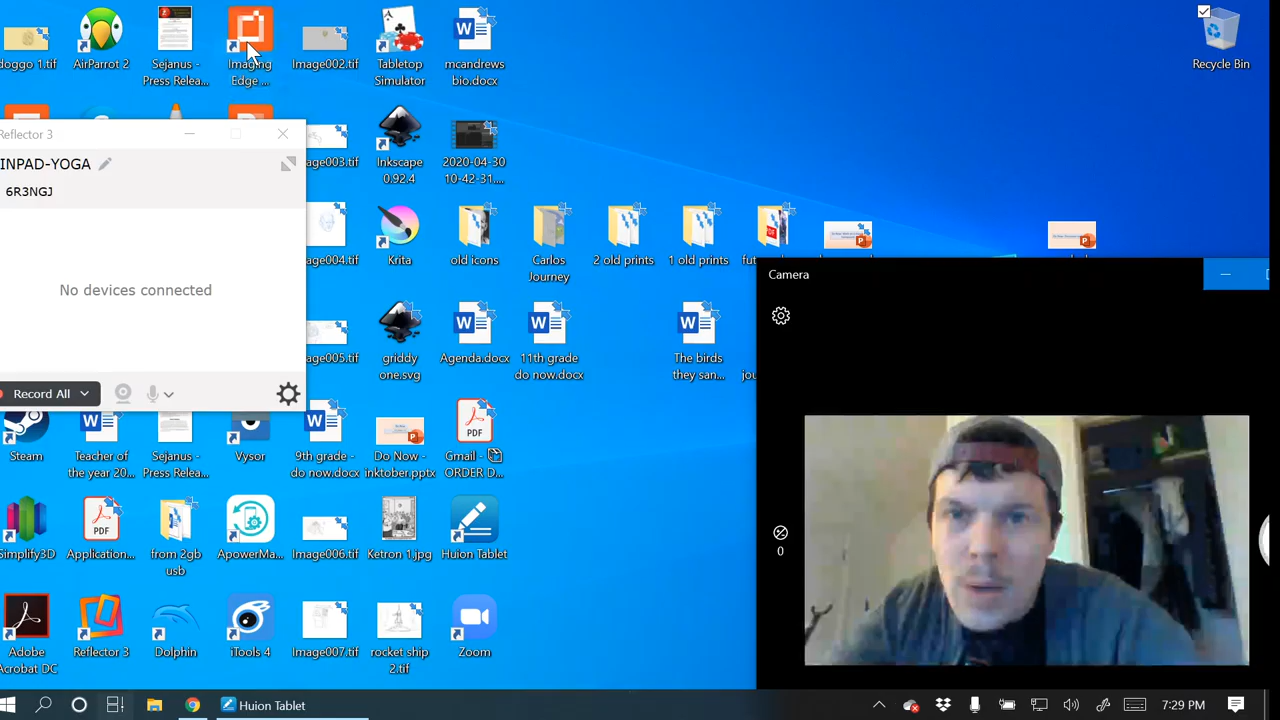 doggo 1.tif
AirParrot 2
Sejanus -
Press Relea...
Imaging
Edge ...
Image002.tif
Tabletop
Simulator
mcandrews
bio.docx
Recycle Bin
Reflector 3
INPAD-YOGA
6R3NGJ
No devices connected
Record All
age003.tif
Inkscape
0.92.4
2020-04-30
10-42-31....
age004.tif
Krita
old icons
Carlos
Journey
2 old prints
1 old prints
fut
age005.tif
griddy
one.svg
Agenda.docx
11th grade
do now.docx
The birds
they san...
jou
Camera
0
Steam
Teacher of
the year 20...
Sejanus -
Press Relea...
Vysor
9th grade -
do now.docx
Do Now -
inktober.pptx
PDF
Gmail -
ORDER D...
Simplify3D
PDF
Application...
from 2gb
usb
ApowerMa...
Image006.tif
Ketron 1.jpg
Huion Tablet
Adobe
Acrobat DC
Reflector 3
Dolphin
iTools 4
Image007.tif
rocket ship
2.tif
Zoom
Huion Tablet
7:29 PM